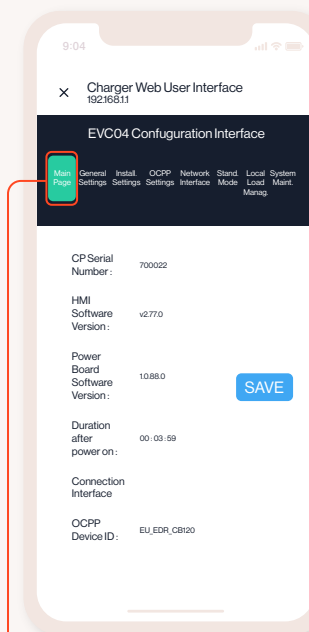 9:04
Charger Web User Interface
192.168.1.1
EVC04 Confuguration Interface
Main Page
General Settings
Install. Settings
OCPP Settings
Network Interface
Stand. Mode
Local Load Manag.
System Maint.
CP Serial
Number : 700022
HMI
Software
Version : v2.77.0
Power
Board
Software
Version : 1.0.88.0
SAVE
Duration
after
power on : 00 : 03 : 59
Connection
Interface
OCPP
Device ID : EU_EDR_CB120